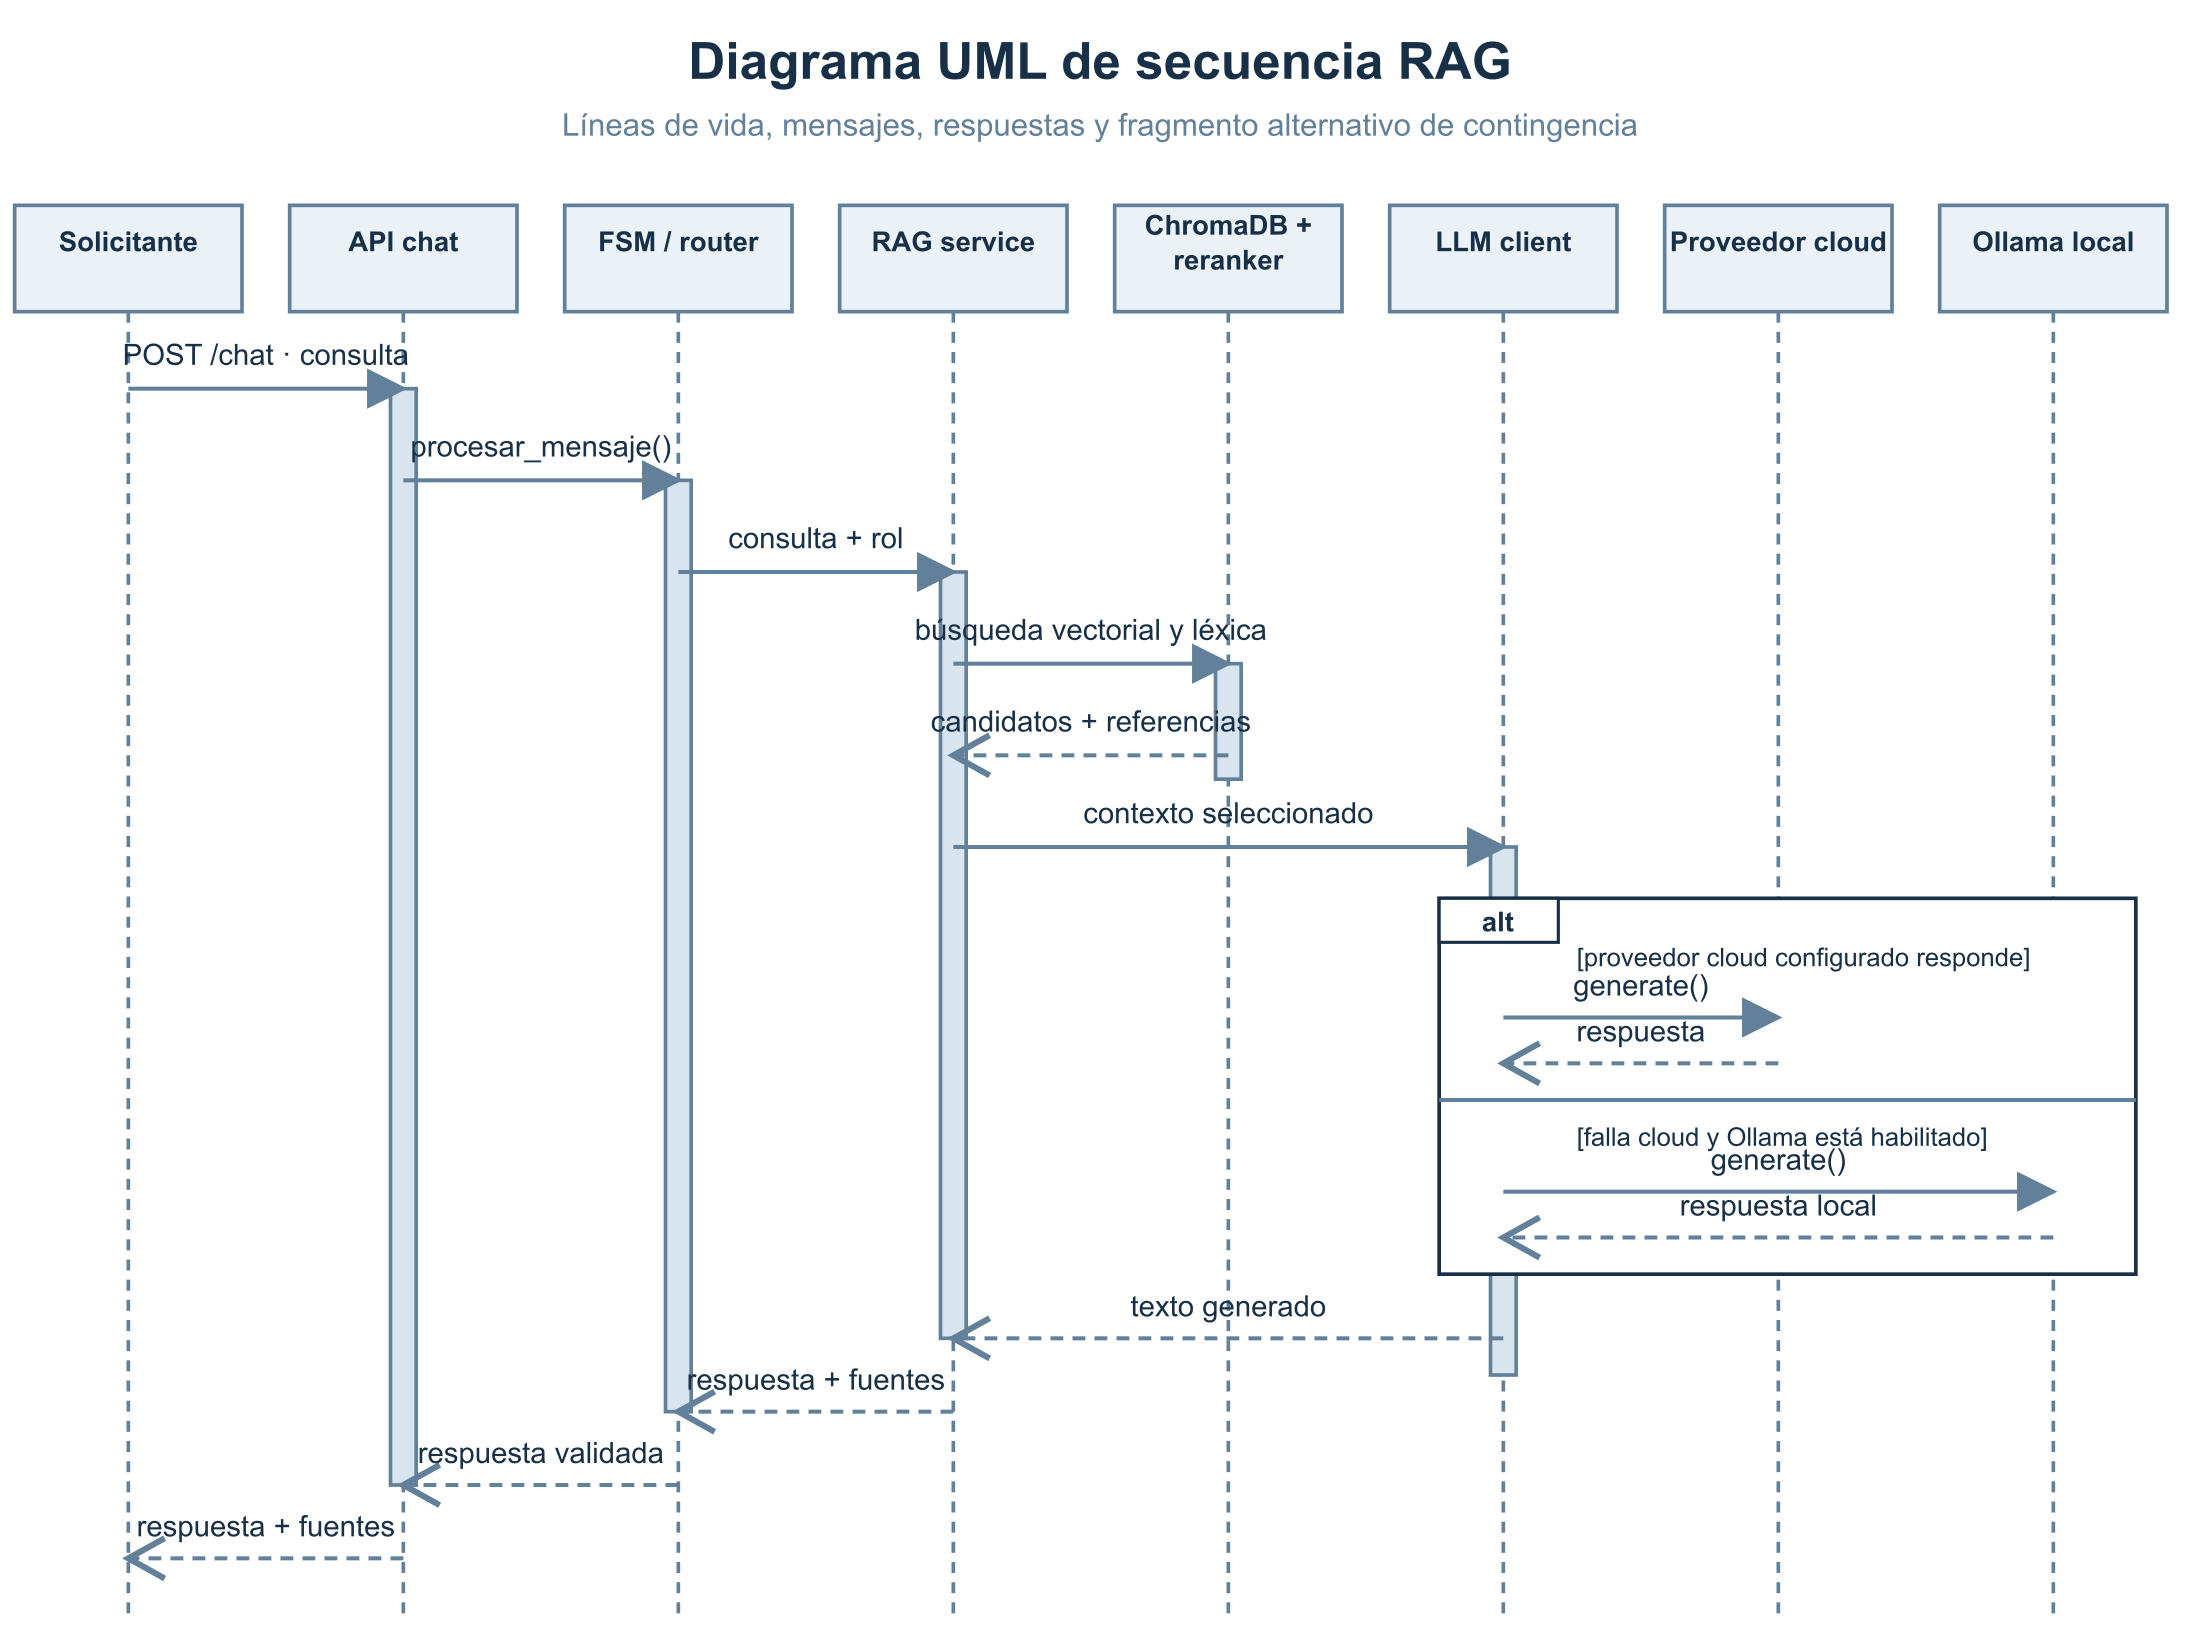 Diagrama UML de secuencia RAG
Líneas de vida, mensajes, respuestas y fragmento alternativo de contingencia
Solicitante
API chat
FSM / router
RAG service
ChromaDB +
reranker
LLM client
Proveedor cloud
Ollama local
POST /chat · consulta
procesar_mensaje()
consulta + rol
búsqueda vectorial y léxica
candidatos + referencias
contexto seleccionado
alt
[proveedor cloud configurado responde]
generate()
respuesta
[falla cloud y Ollama está habilitado]
generate()
respuesta local
texto generado
respuesta + fuentes
respuesta validada
respuesta + fuentes